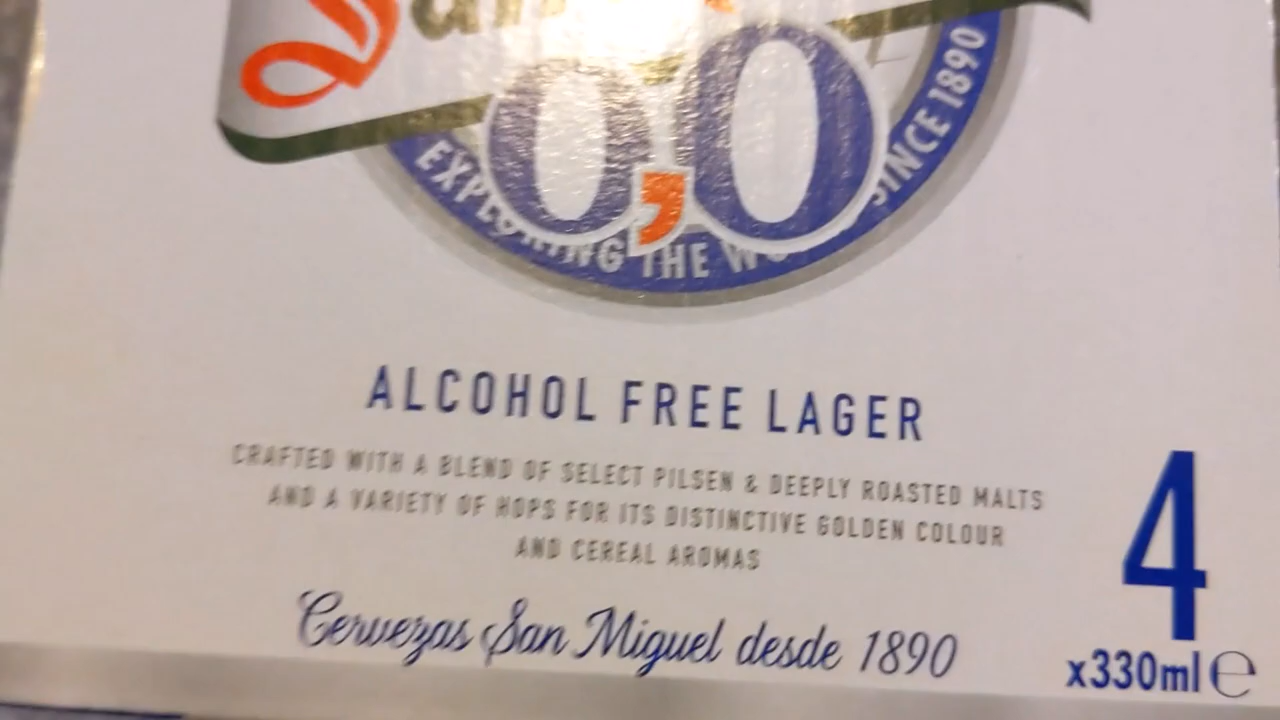 0,0
EXPLORING THE WO
SINCE 1890
ALCOHOL FREE LAGER
CRAFTED WITH A BLEND OF SELECT PILSEN & DEEPLY ROASTED MALTS
AND A VARIETY OF HOPS FOR ITS DISTINCTIVE GOLDEN COLOUR
AND CEREAL AROMAS
Cervezas San Miguel desde 1890
4
x330ml e